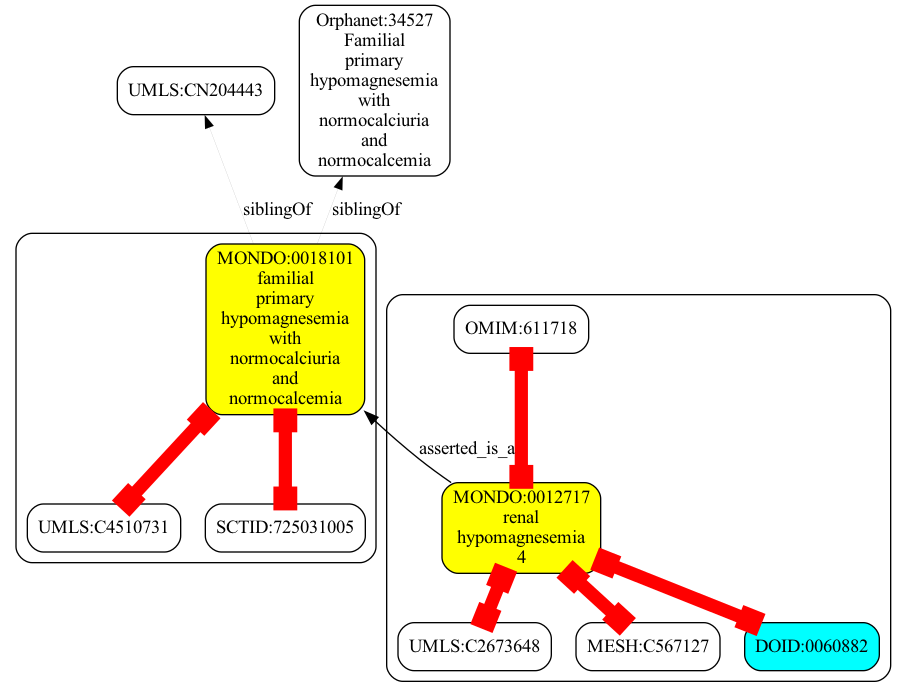 Orphanet:34527
Familial
primary
hypomagnesemia
with
normocalciuria
and
normocalcemia
UMLS:CN204443
siblingOf
siblingOf
MONDO:0018101
familial
primary
hypomagnesemia
with
normocalciuria
and
normocalcemia
OMIM:611718
asserted_is_a
MONDO:0012717
renal
hypomagnesemia
4
UMLS:C4510731
SCTID:725031005
UMLS:C2673648
MESH:C567127
DOID:0060882